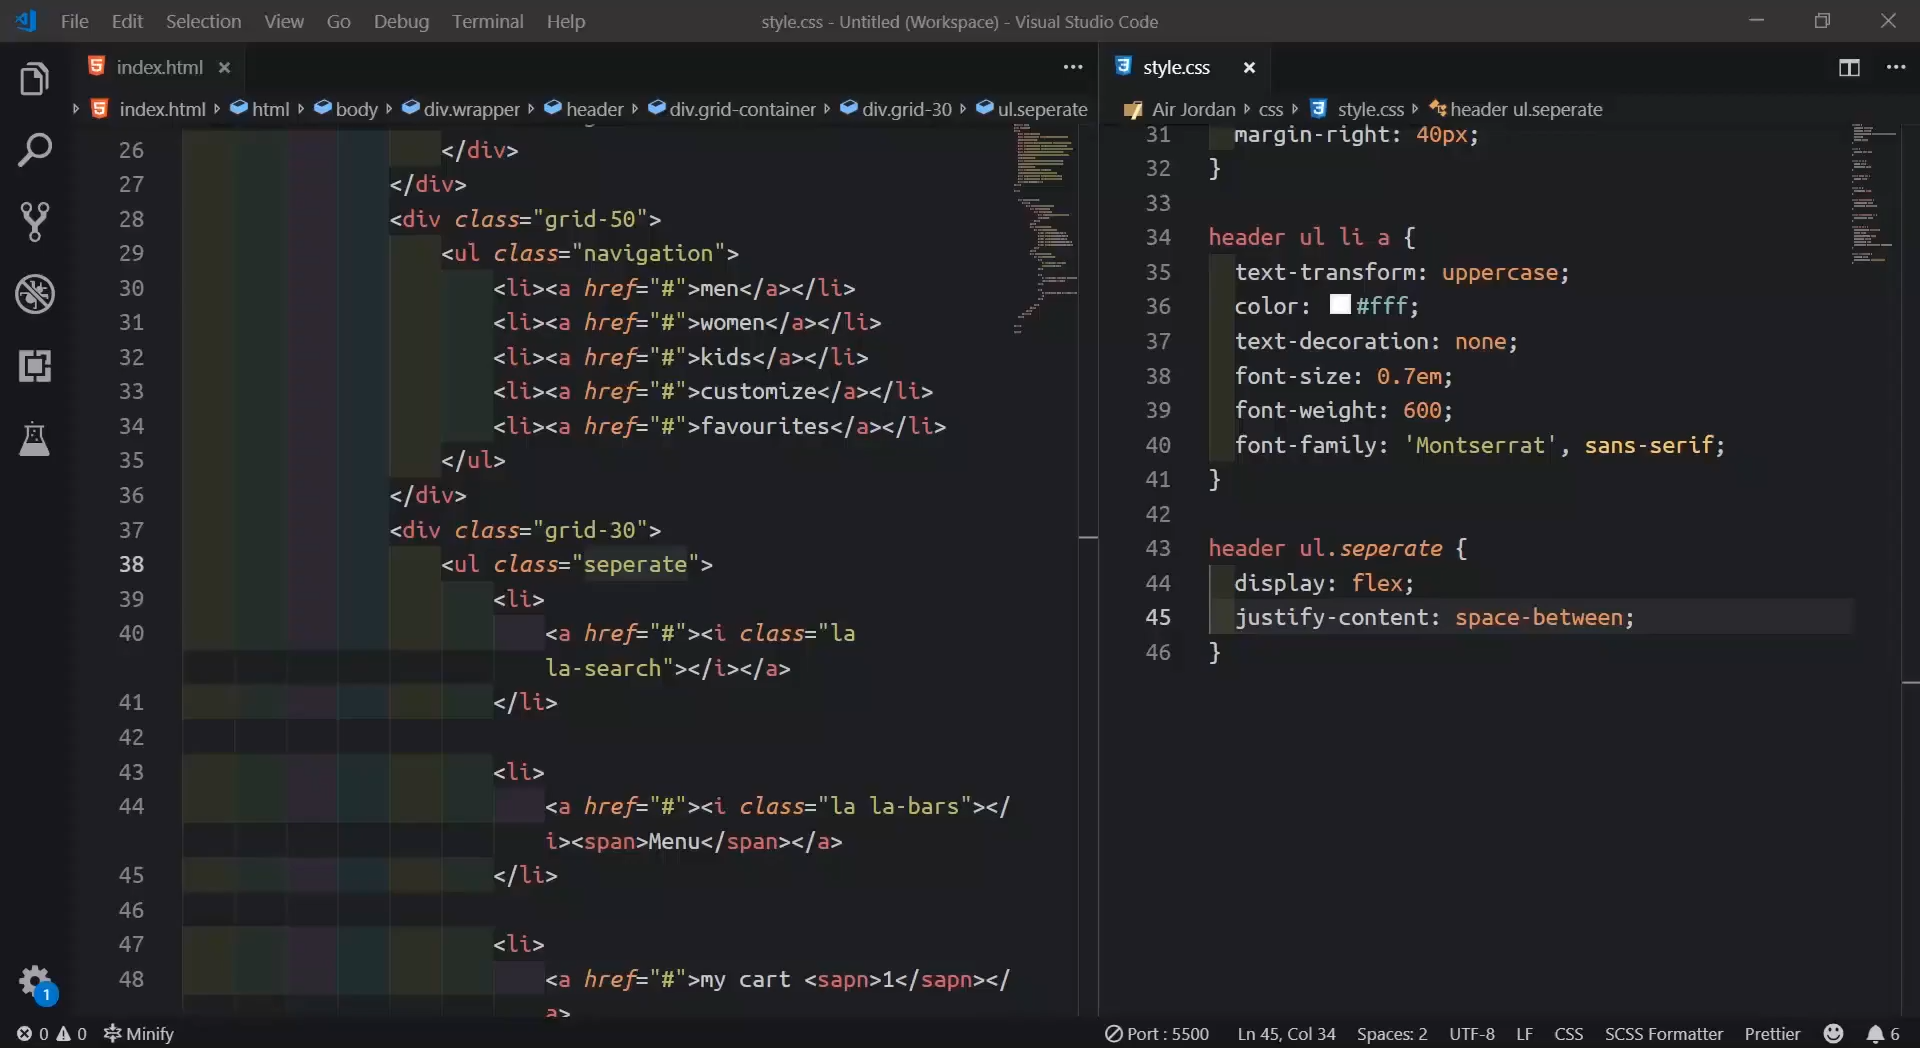 File Edit Selection View Go Debug Terminal Help style.css - Untitled (Workspace) - Visual Studio Code
index.html
index.html html body div.wrapper header div.grid-container div.grid-30 ul.seperate
26 </div>
27 </div>
28 <div class="grid-50">
29 <ul class="navigation">
30 <li><a href="#">men</a></li>
31 <li><a href="#">women</a></li>
32 <li><a href="#">kids</a></li>
33 <li><a href="#">customize</a></li>
34 <li><a href="#">favourites</a></li>
35 </ul>
36 </div>
37 <div class="grid-30">
38 <ul class="seperate">
39 <li>
40 <a href="#"><i class="la
la-search"></i></a>
41 </li>
42
43 <li>
44 <a href="#"><i class="la la-bars"></
i><span>Menu</span></a>
45 </li>
46
47 <li>
48 <a href="#">my cart <sapn>1</sapn></
a>
style.css
Air Jordan css style.css header ul.seperate
31 margin-right: 40px;
32 }
33
34 header ul li a {
35 text-transform: uppercase;
36 color: #fff;
37 text-decoration: none;
38 font-size: 0.7em;
39 font-weight: 600;
40 font-family: 'Montserrat', sans-serif;
41 }
42
43 header ul.seperate {
44 display: flex;
45 justify-content: space-between;
46 }
1
0 0 Minify Port : 5500 Ln 45, Col 34 Spaces: 2 UTF-8 LF CSS SCSS Formatter Prettier 6